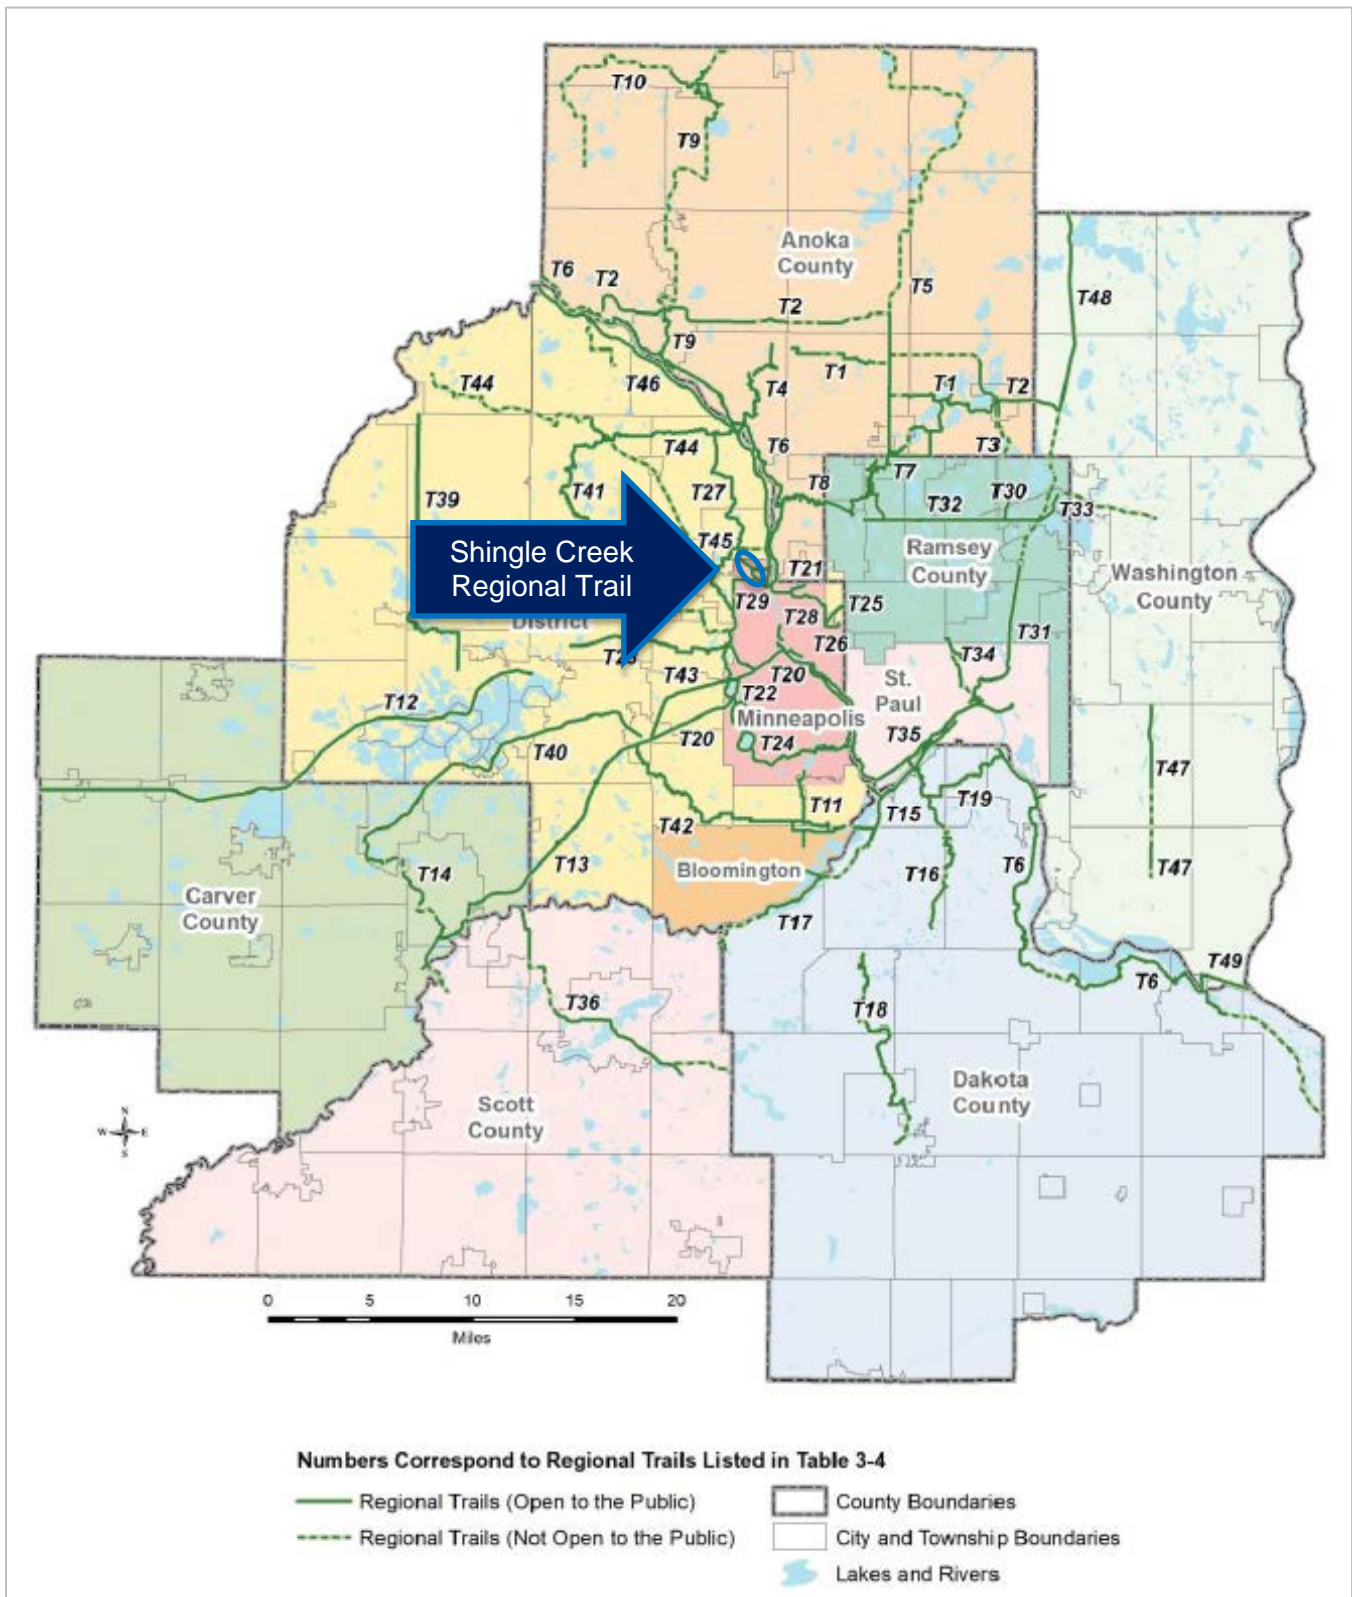 T10
T9
Anoka
County
T6
T2
T2
T5
T48
T9
T1
T44
T46
T4
T1
T2
T6
T3
T44
T7
T8
T41
T27
T39
T32
T30
T33
T45
Shingle Creek
Regional Trail
Ramsey
County
Washington
County
T21
T29
T25
T28
District
T26
T31
T34
T43
T20
St.
Paul
T12
T22
Minneapolis
T24
T35
T40
T20
T47
T11
T15
T19
T42
T13
T14
Bloomington
T16
T6
T47
Carver
County
T17
T6
T49
T36
T18
Dakota
County
Scott
County
N
W E
S
0 5 10 15 20
Miles
Numbers Correspond to Regional Trails Listed in Table 3-4
Regional Trails (Open to the Public)
County Boundaries
Regional Trails (Not Open to the Public)
City and Township Boundaries
Lakes and Rivers